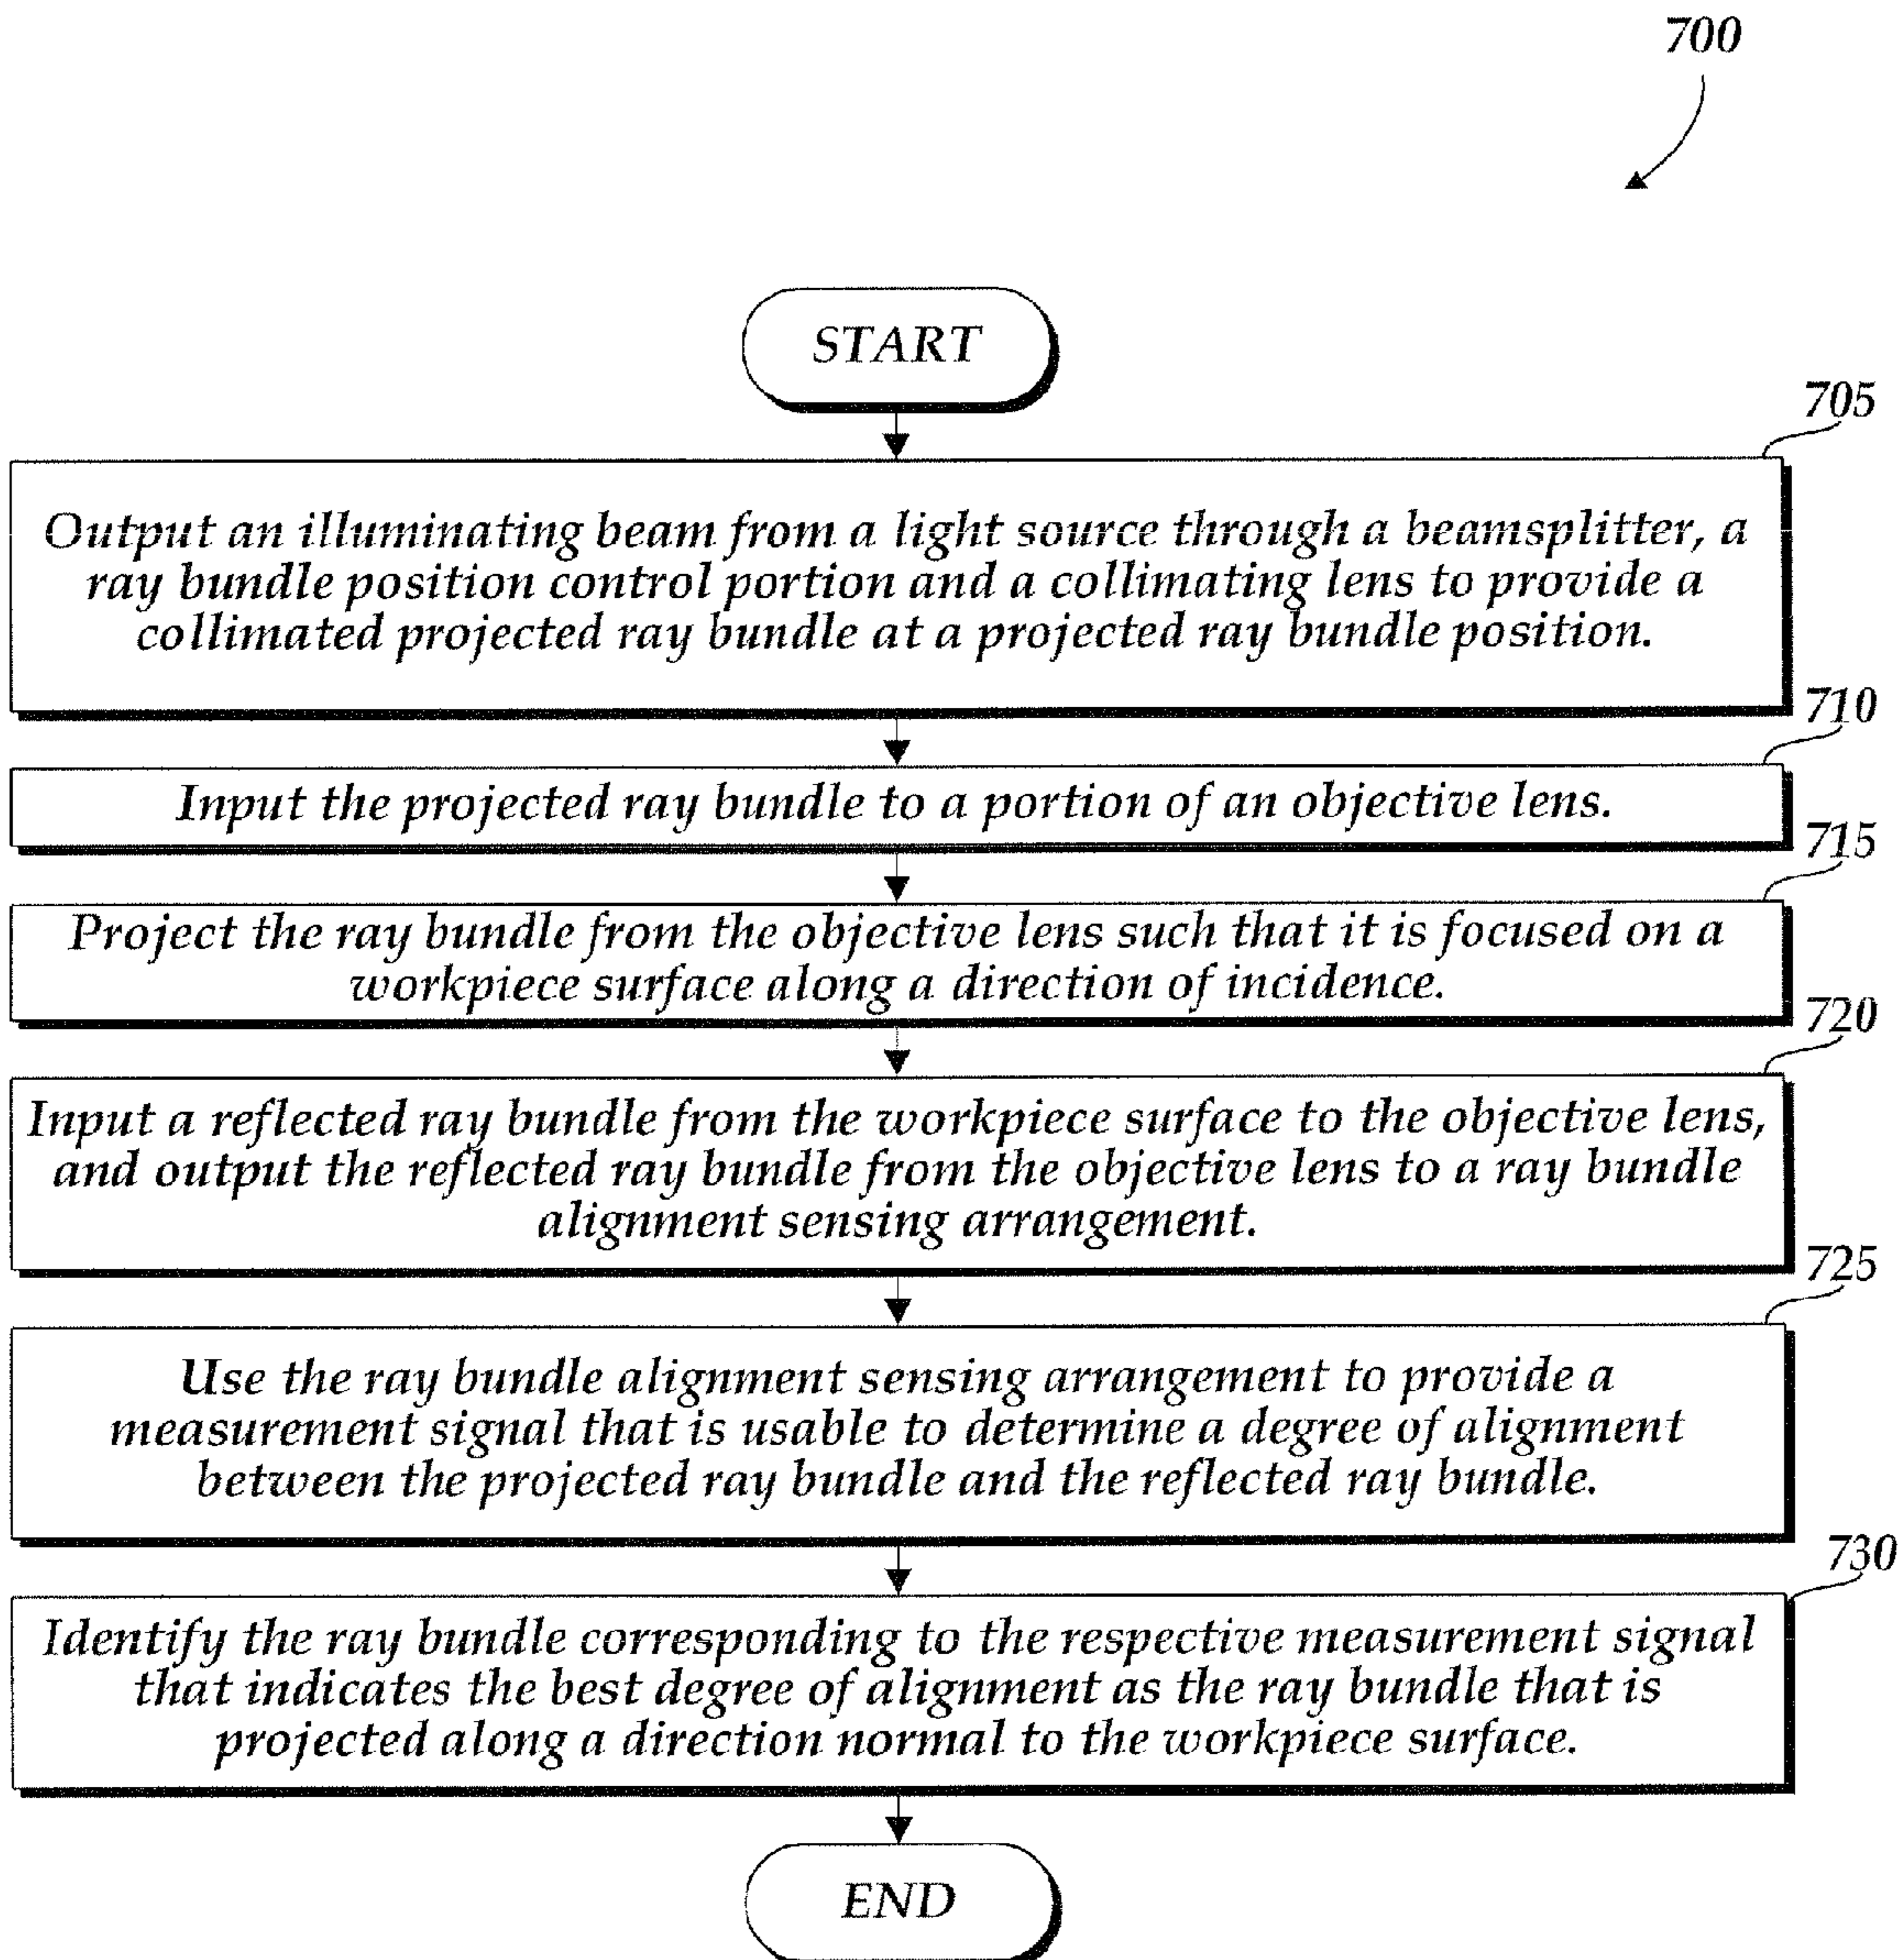 700
START
705
Output an illuminating beam from a light source through a beamsplitter, a
ray bundle position control portion and a collimating lens to provide a
collimated projected ray bundle at a projected ray bundle position.
710
Input the projected ray bundle to a portion of an objective lens.
715
Project the ray bundle from the objective lens such that it is focused on a
workpiece surface along a direction of incidence.
720
Input a reflected ray bundle from the workpiece surface to the objective lens,
and output the reflected ray bundle from the objective lens to a ray bundle
alignment sensing arrangement.
725
Use the ray bundle alignment sensing arrangement to provide a
measurement signal that is usable to determine a degree of alignment
between the projected ray bundle and the reflected ray bundle.
730
Identify the ray bundle corresponding to the respective measurement signal
that indicates the best degree of alignment as the ray bundle that is
projected along a direction normal to the workpiece surface.
END